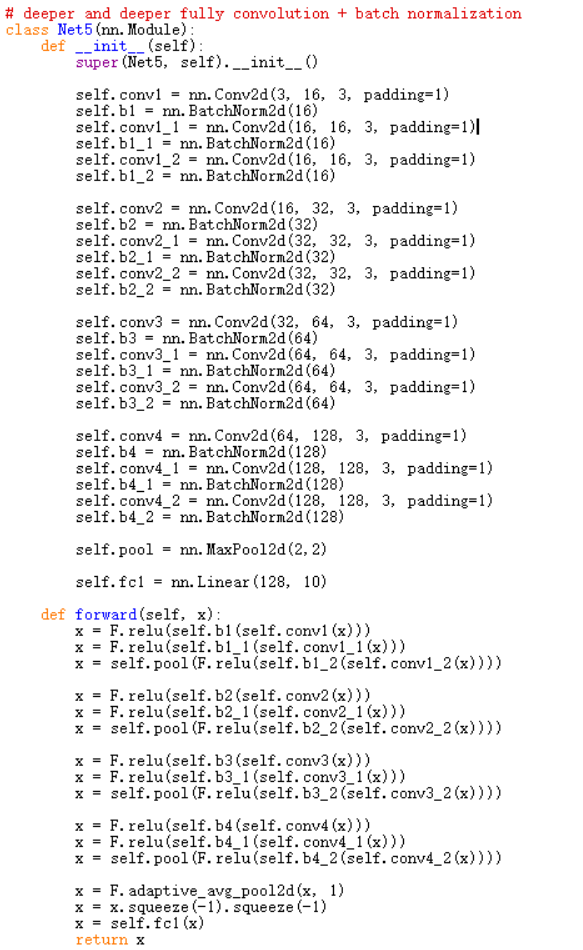 # deeper and deeper fully convolution + batch normalization
class Net5(nn.Module):
    def __init__(self):
        super(Net5, self).__init__()

        self.conv1 = nn.Conv2d(3, 16, 3, padding=1)
        self.b1 = nn.BatchNorm2d(16)
        self.conv1_1 = nn.Conv2d(16, 16, 3, padding=1)
        self.b1_1 = nn.BatchNorm2d(16)
        self.conv1_2 = nn.Conv2d(16, 16, 3, padding=1)
        self.b1_2 = nn.BatchNorm2d(16)

        self.conv2 = nn.Conv2d(16, 32, 3, padding=1)
        self.b2 = nn.BatchNorm2d(32)
        self.conv2_1 = nn.Conv2d(32, 32, 3, padding=1)
        self.b2_1 = nn.BatchNorm2d(32)
        self.conv2_2 = nn.Conv2d(32, 32, 3, padding=1)
        self.b2_2 = nn.BatchNorm2d(32)

        self.conv3 = nn.Conv2d(32, 64, 3, padding=1)
        self.b3 = nn.BatchNorm2d(64)
        self.conv3_1 = nn.Conv2d(64, 64, 3, padding=1)
        self.b3_1 = nn.BatchNorm2d(64)
        self.conv3_2 = nn.Conv2d(64, 64, 3, padding=1)
        self.b3_2 = nn.BatchNorm2d(64)

        self.conv4 = nn.Conv2d(64, 128, 3, padding=1)
        self.b4 = nn.BatchNorm2d(128)
        self.conv4_1 = nn.Conv2d(128, 128, 3, padding=1)
        self.b4_1 = nn.BatchNorm2d(128)
        self.conv4_2 = nn.Conv2d(128, 128, 3, padding=1)
        self.b4_2 = nn.BatchNorm2d(128)

        self.pool = nn.MaxPool2d(2,2)

        self.fc1 = nn.Linear(128, 10)

    def forward(self, x):
        x = F.relu(self.b1(self.conv1(x)))
        x = F.relu(self.b1_1(self.conv1_1(x)))
        x = self.pool(F.relu(self.b1_2(self.conv1_2(x))))

        x = F.relu(self.b2(self.conv2(x)))
        x = F.relu(self.b2_1(self.conv2_1(x)))
        x = self.pool(F.relu(self.b2_2(self.conv2_2(x))))

        x = F.relu(self.b3(self.conv3(x)))
        x = F.relu(self.b3_1(self.conv3_1(x)))
        x = self.pool(F.relu(self.b3_2(self.conv3_2(x))))

        x = F.relu(self.b4(self.conv4(x)))
        x = F.relu(self.b4_1(self.conv4_1(x)))
        x = self.pool(F.relu(self.b4_2(self.conv4_2(x))))

        x = F.adaptive_avg_pool2d(x, 1)
        x = x.squeeze(-1).squeeze(-1)
        x = self.fc1(x)
        return x